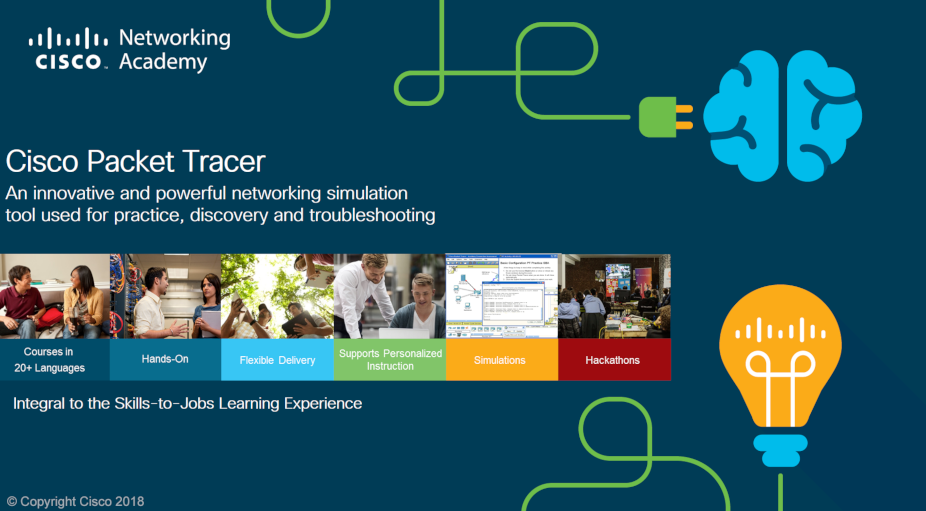 Networking
CISCO Academy
Cisco Packet Tracer
An innovative and powerful networking simulation
tool used for practice, discovery and troubleshooting
Courses in
20+ Languages
Hands-On
Flexible Delivery
Supports Personalized
Instruction
Simulations
Hackathons
Integral to the Skills-to-Jobs Learning Experience
© Copyright Cisco 2018